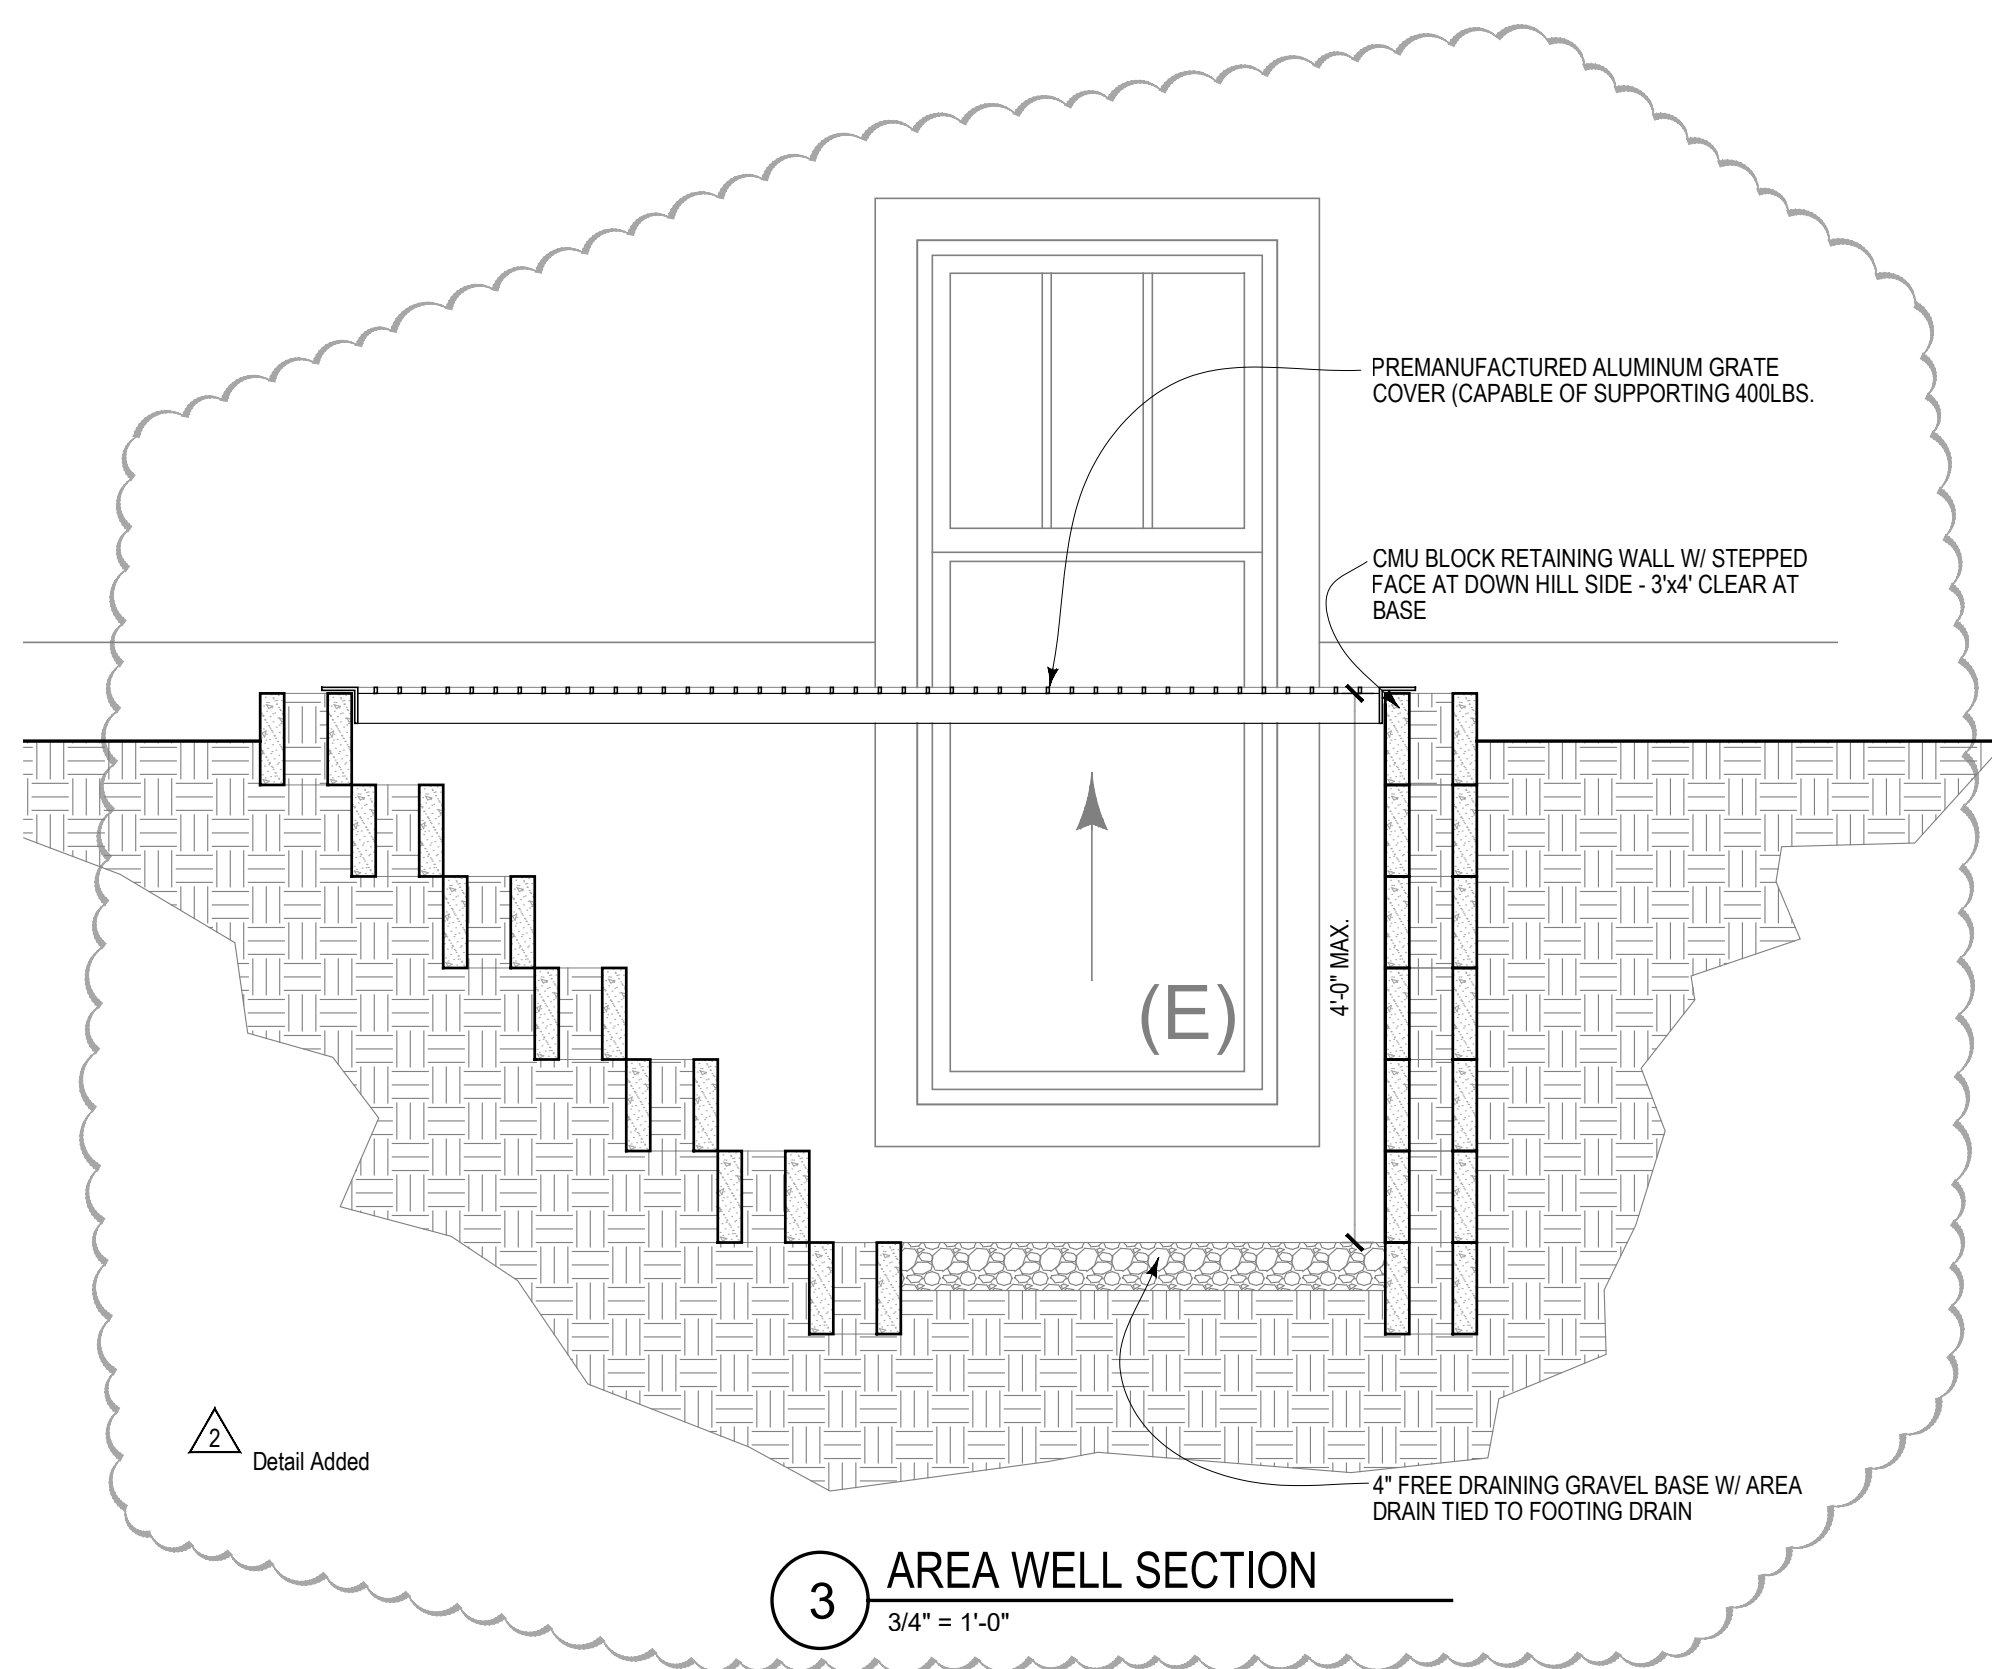 PREMANUFACTURED ALUMINUM GRATE
COVER (CAPABLE OF SUPPORTING 400LBS.
CMU BLOCK RETAINING WALL W/ STEPPED
FACE AT DOWN HILL SIDE - 3'x4' CLEAR AT
BASE
4'-0" MAX.
(E)
2
Detail Added
4" FREE DRAINING GRAVEL BASE W/ AREA
DRAIN TIED TO FOOTING DRAIN
3
AREA WELL SECTION
3/4" = 1'-0"